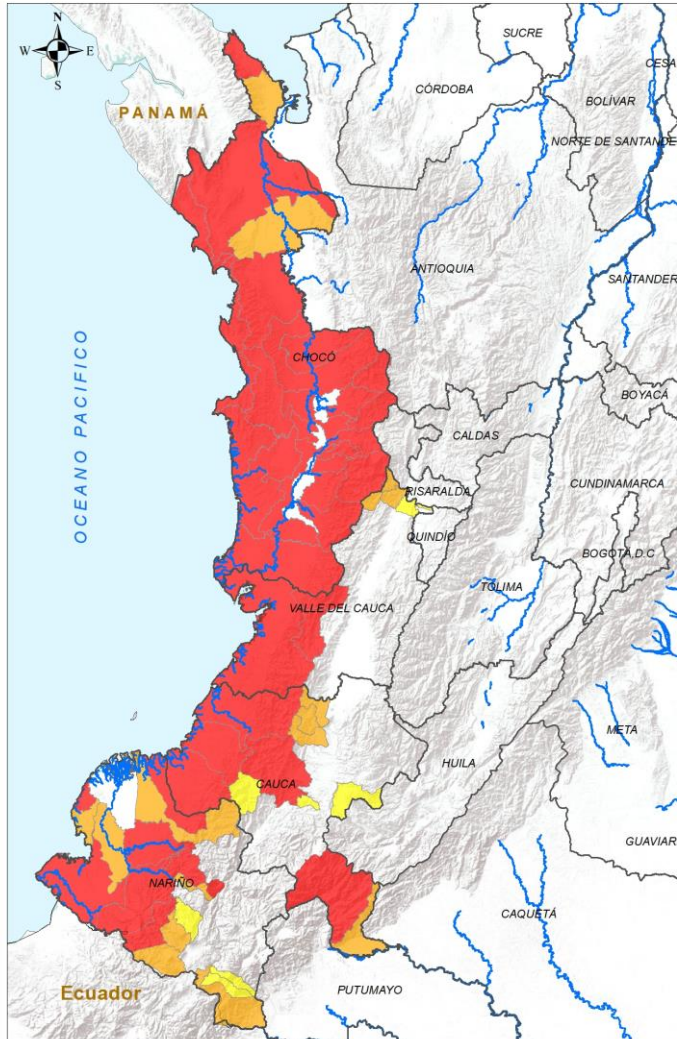 N
W E
S
SUCRE
CESA
CÓRDOBA
BOLÍVAR
PANAMÁ
NORTE DE SANTANDE
ANTIOQUIA
SANTANDER
OCEANO PACIFICO
CHOCÓ
BOYACÁ
CALDAS
CUNDINAMARCA
RISARALDA
QUINDÍO
BOGOTÁ, D.C
TOLIMA
VALLE DEL CAUCA
META
HUILA
CAUCA
GUAVIAR
NARIÑO
CAQUETÁ
Ecuador
PUTUMAYO